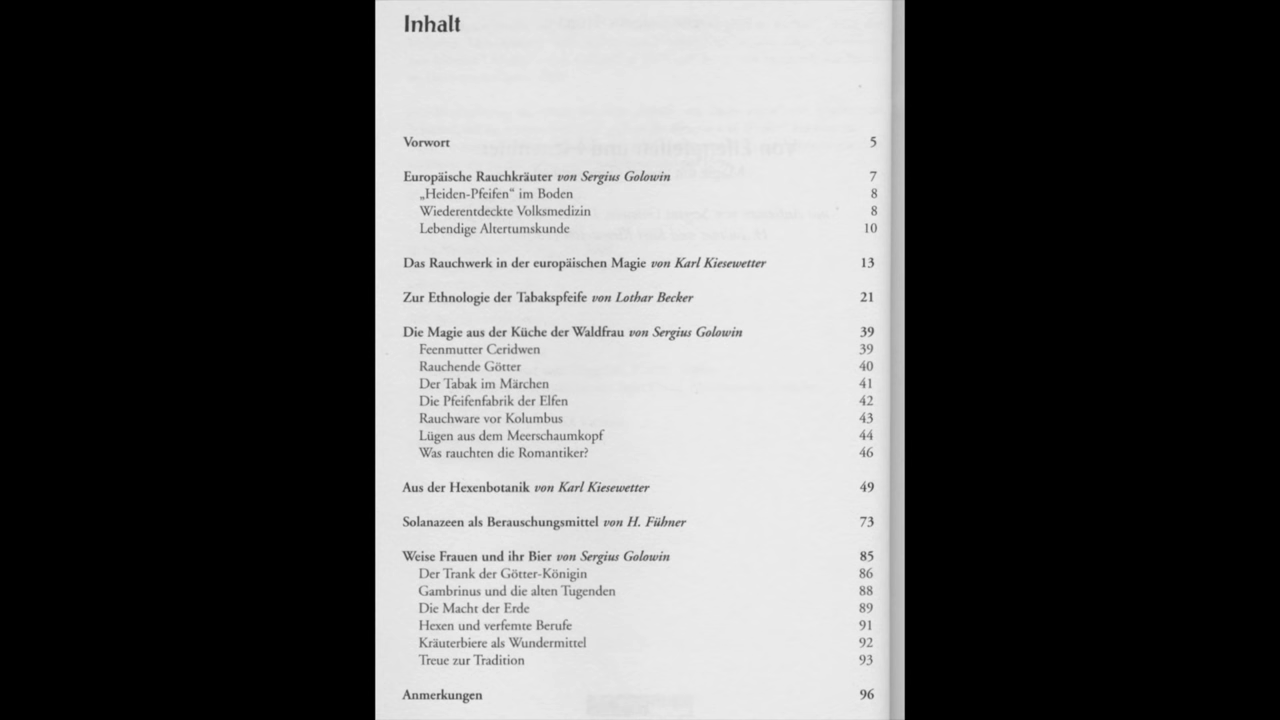 Inhalt
Vorwort 5
Europäische Rauchkräuter von Sergius Golowin 7
„Heiden-Pfeifen“ im Boden 8
Wiederentdeckte Volksmedizin 8
Lebendige Altertumskunde 10
Das Rauchwerk in der europäischen Magie von Karl Kiesewetter 13
Zur Ethnologie der Tabakspfeife von Lothar Becker 21
Die Magie aus der Küche der Waldfrau von Sergius Golowin 39
Feenmutter Ceridwen 39
Rauchende Götter 40
Der Tabak im Märchen 41
Die Pfeifenfabrik der Elfen 42
Rauchware vor Kolumbus 43
Lügen aus dem Meerschaumkopf 44
Was rauchten die Romantiker? 46
Aus der Hexenbotanik von Karl Kiesewetter 49
Solanazeen als Berauschungsmittel von H. Fühner 73
Weise Frauen und ihr Bier von Sergius Golowin 85
Der Trank der Götter-Königin 86
Gambrinus und die alten Tugenden 88
Die Macht der Erde 89
Hexen und verfemte Berufe 91
Kräuterbiere als Wundermittel 92
Treue zur Tradition 93
Anmerkungen 96